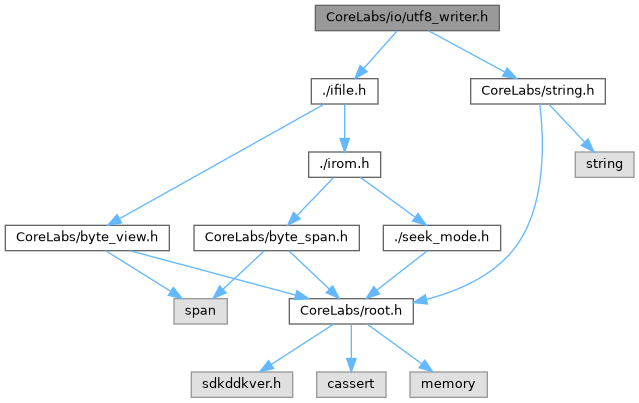 CoreLabs/io/utf8_writer.h
./ifile.h
CoreLabs/string.h
./irom.h
string
CoreLabs/byte_view.h
CoreLabs/byte_span.h
./seek_mode.h
span
CoreLabs/root.h
sdkddkver.h
cassert
memory